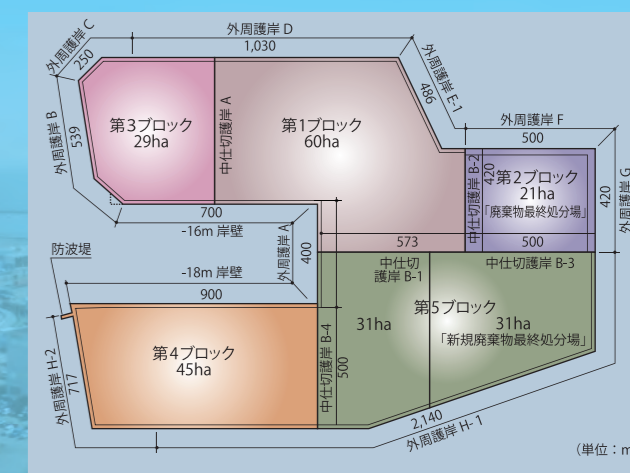 外周護岸 C
250
外周護岸 D
1,030
外周護岸 E-1
486
外周護岸 F
500
外周護岸 B
539
第3ブロック
29ha
中仕切護岸 A
第1ブロック
60ha
中仕切護岸 B-2
420
第2ブロック
21ha
「廃棄物最終処分場」
420
外周護岸 G
700
-16m 岸壁
外周護岸 A
400
573
500
防波堤
-18m 岸壁
900
中仕切
護岸 B-1
中仕切護岸 B-3
第5ブロック
31ha
31ha
「新規廃棄物最終処分場」
第4ブロック
45ha
中仕切護岸 B-4
500
外周護岸 H-2
717
2,140
外周護岸 H-1
（単位：m